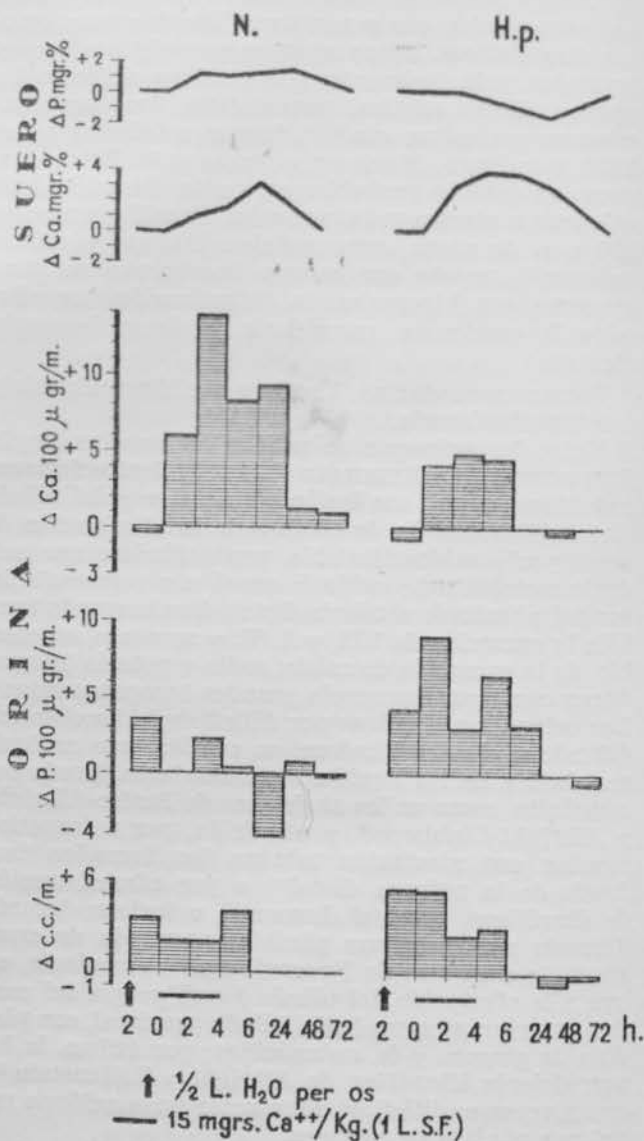 N. H.p.
SUERO
Δ P. mgr.%
+ 2
0
- 2
Δ Ca. mgr.%
+ 4
0
- 2
ORINA
Δ Ca. 100 µ gr/m.
+
10
+
5
0
- 3
Δ P. 100 µ gr./m.
+ 10
+
5
0
- 4
Δ c.c./m.
+ 6
0
- 1
2 0 2 4 6 24 48 72 2 0 2 4 6 24 48 72 h.
½ L. H₂O per os
15 mgrs. Ca⁺⁺/Kg. (1 L. S.F.)